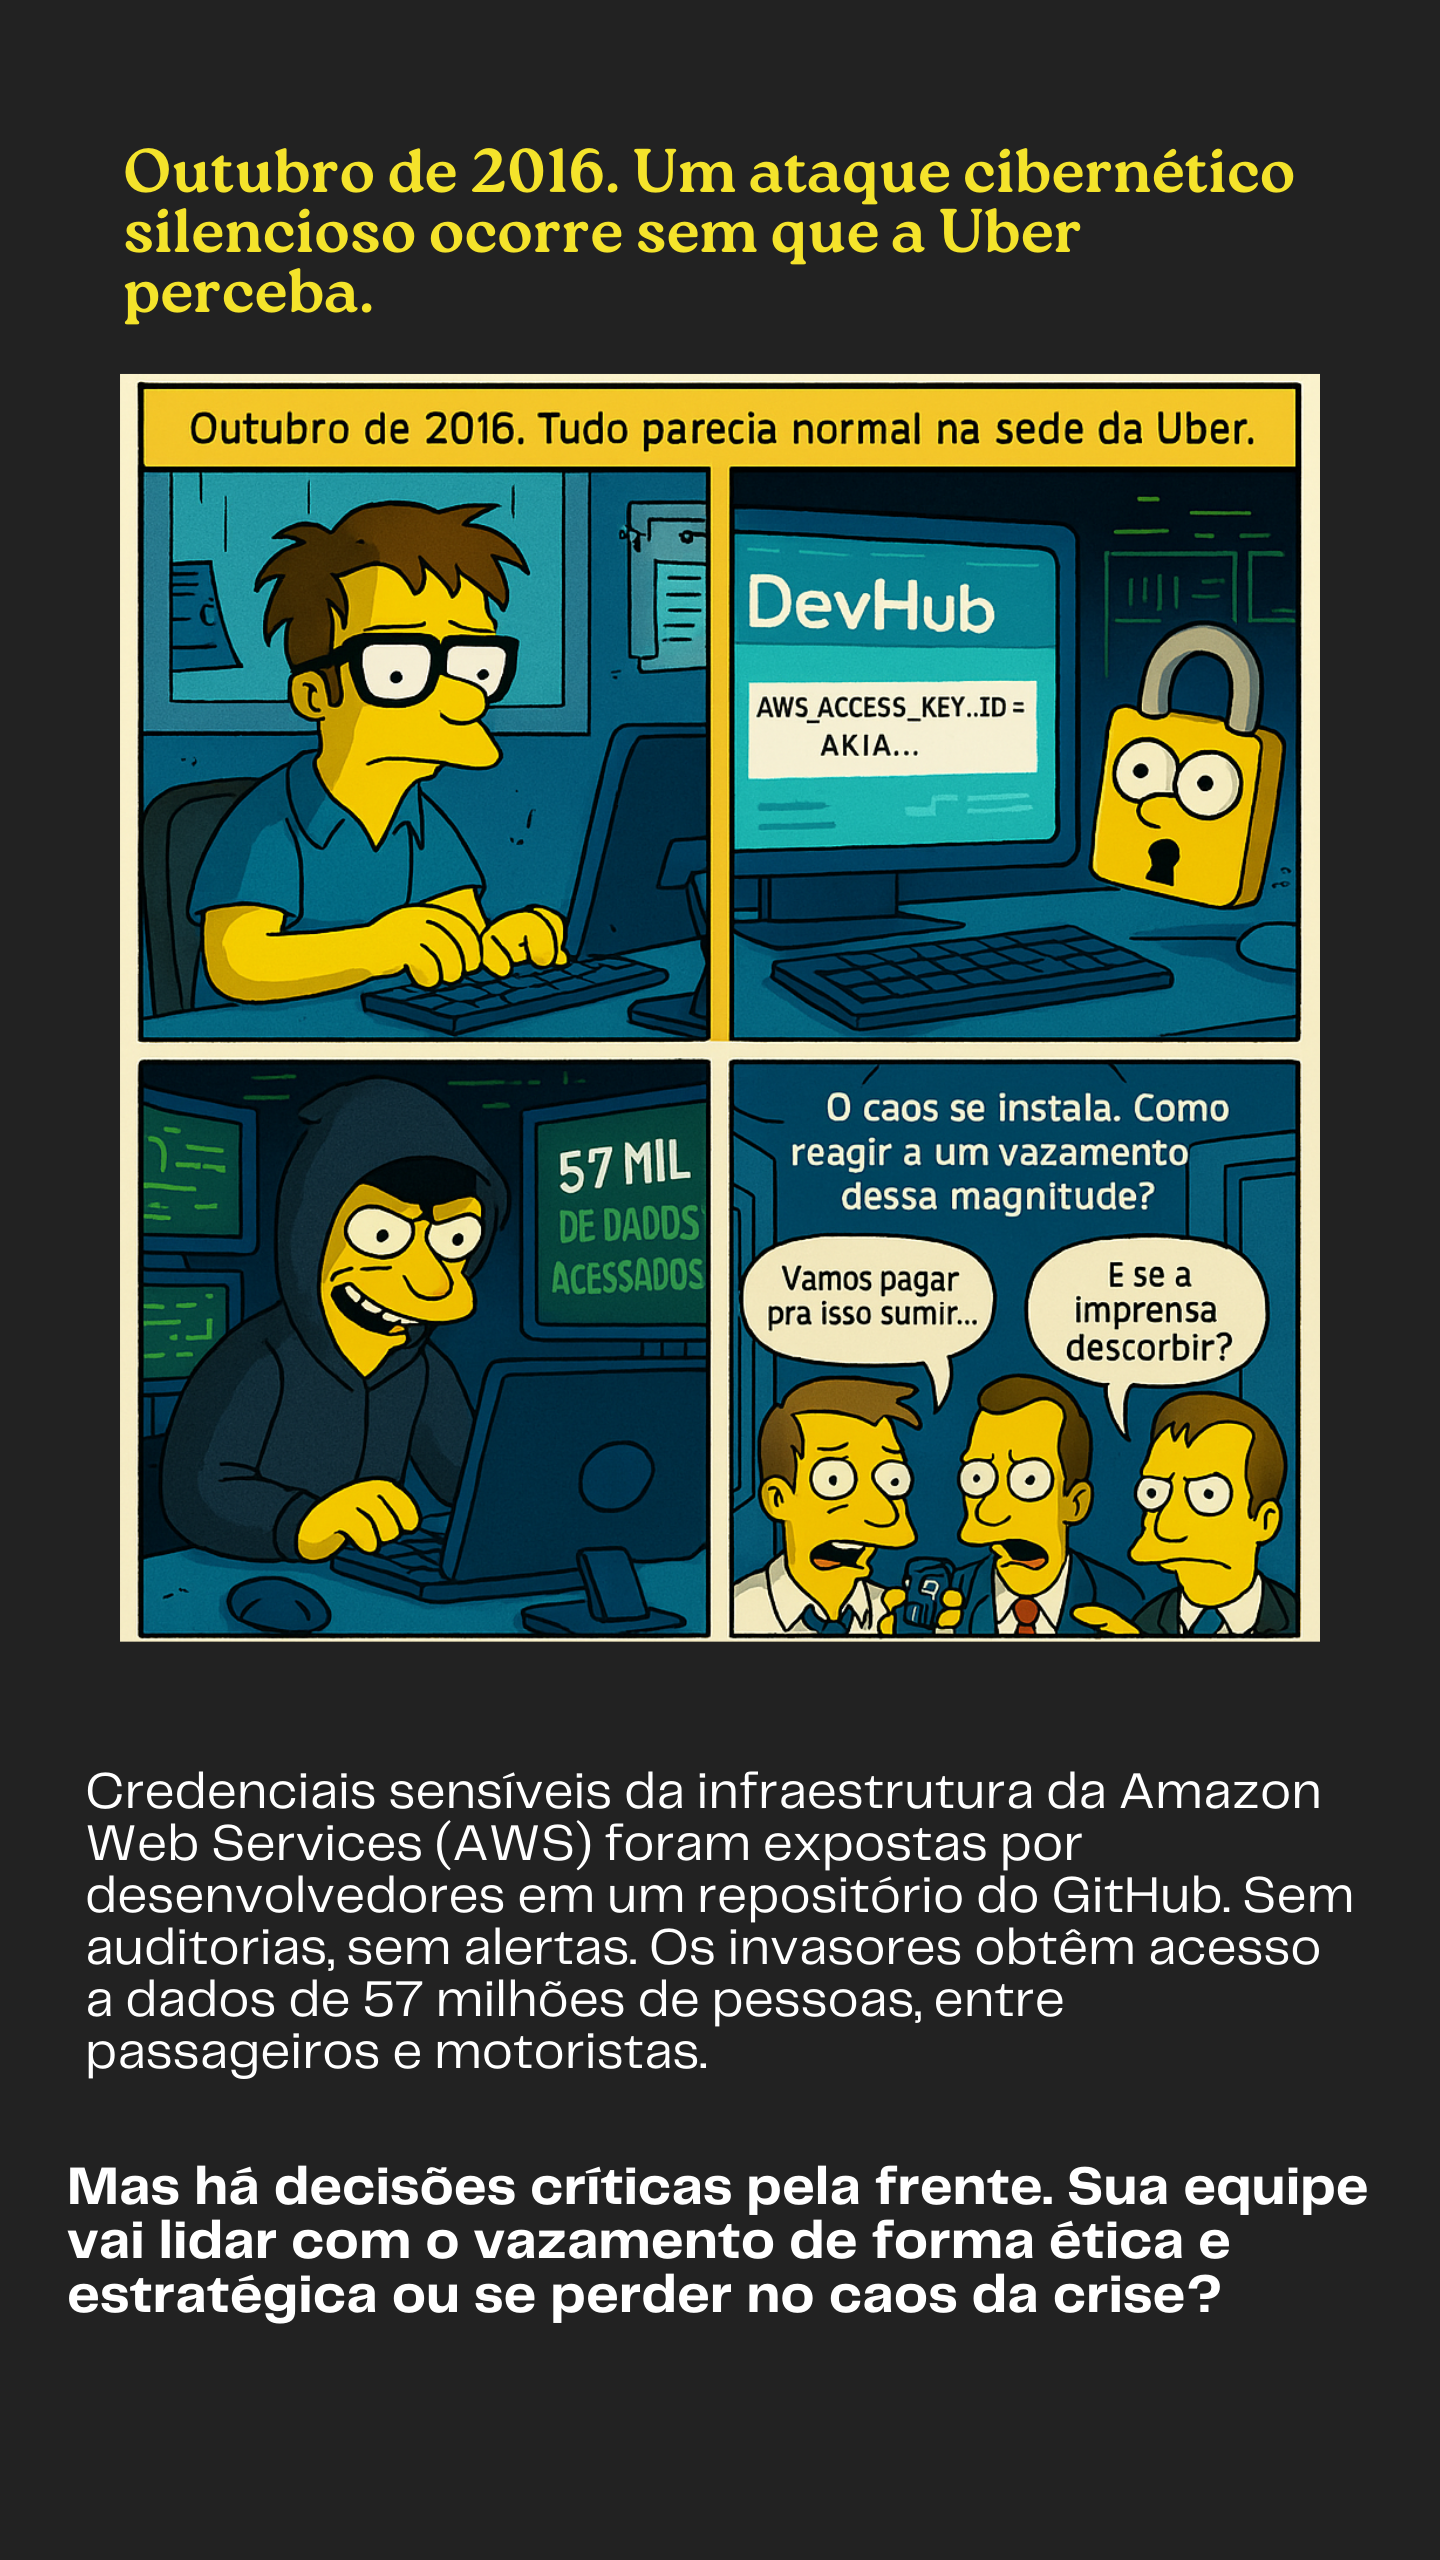 Outubro de 2016. Um ataque cibernético
silencioso ocorre sem que a Uber
perceba.
Outubro de 2016. Tudo parecia normal na sede da Uber.
DevHub
AWS_ACCESS_KEY..ID =
AKIA...
57 MIL
DE DADDS
ACESSADOS
O caos se instala. Como
reagir a um vazamento
dessa magnitude?
Vamos pagar
pra isso sumir...
E se a
imprensa
descorbir?
Credenciais sensíveis da infraestrutura da Amazon
Web Services (AWS) foram expostas por
desenvolvedores em um repositório do GitHub. Sem
auditorias, sem alertas. Os invasores obtêm acesso
a dados de 57 milhões de pessoas, entre
passageiros e motoristas.
Mas há decisões críticas pela frente. Sua equipe
vai lidar com o vazamento de forma ética e
estratégica ou se perder no caos da crise?